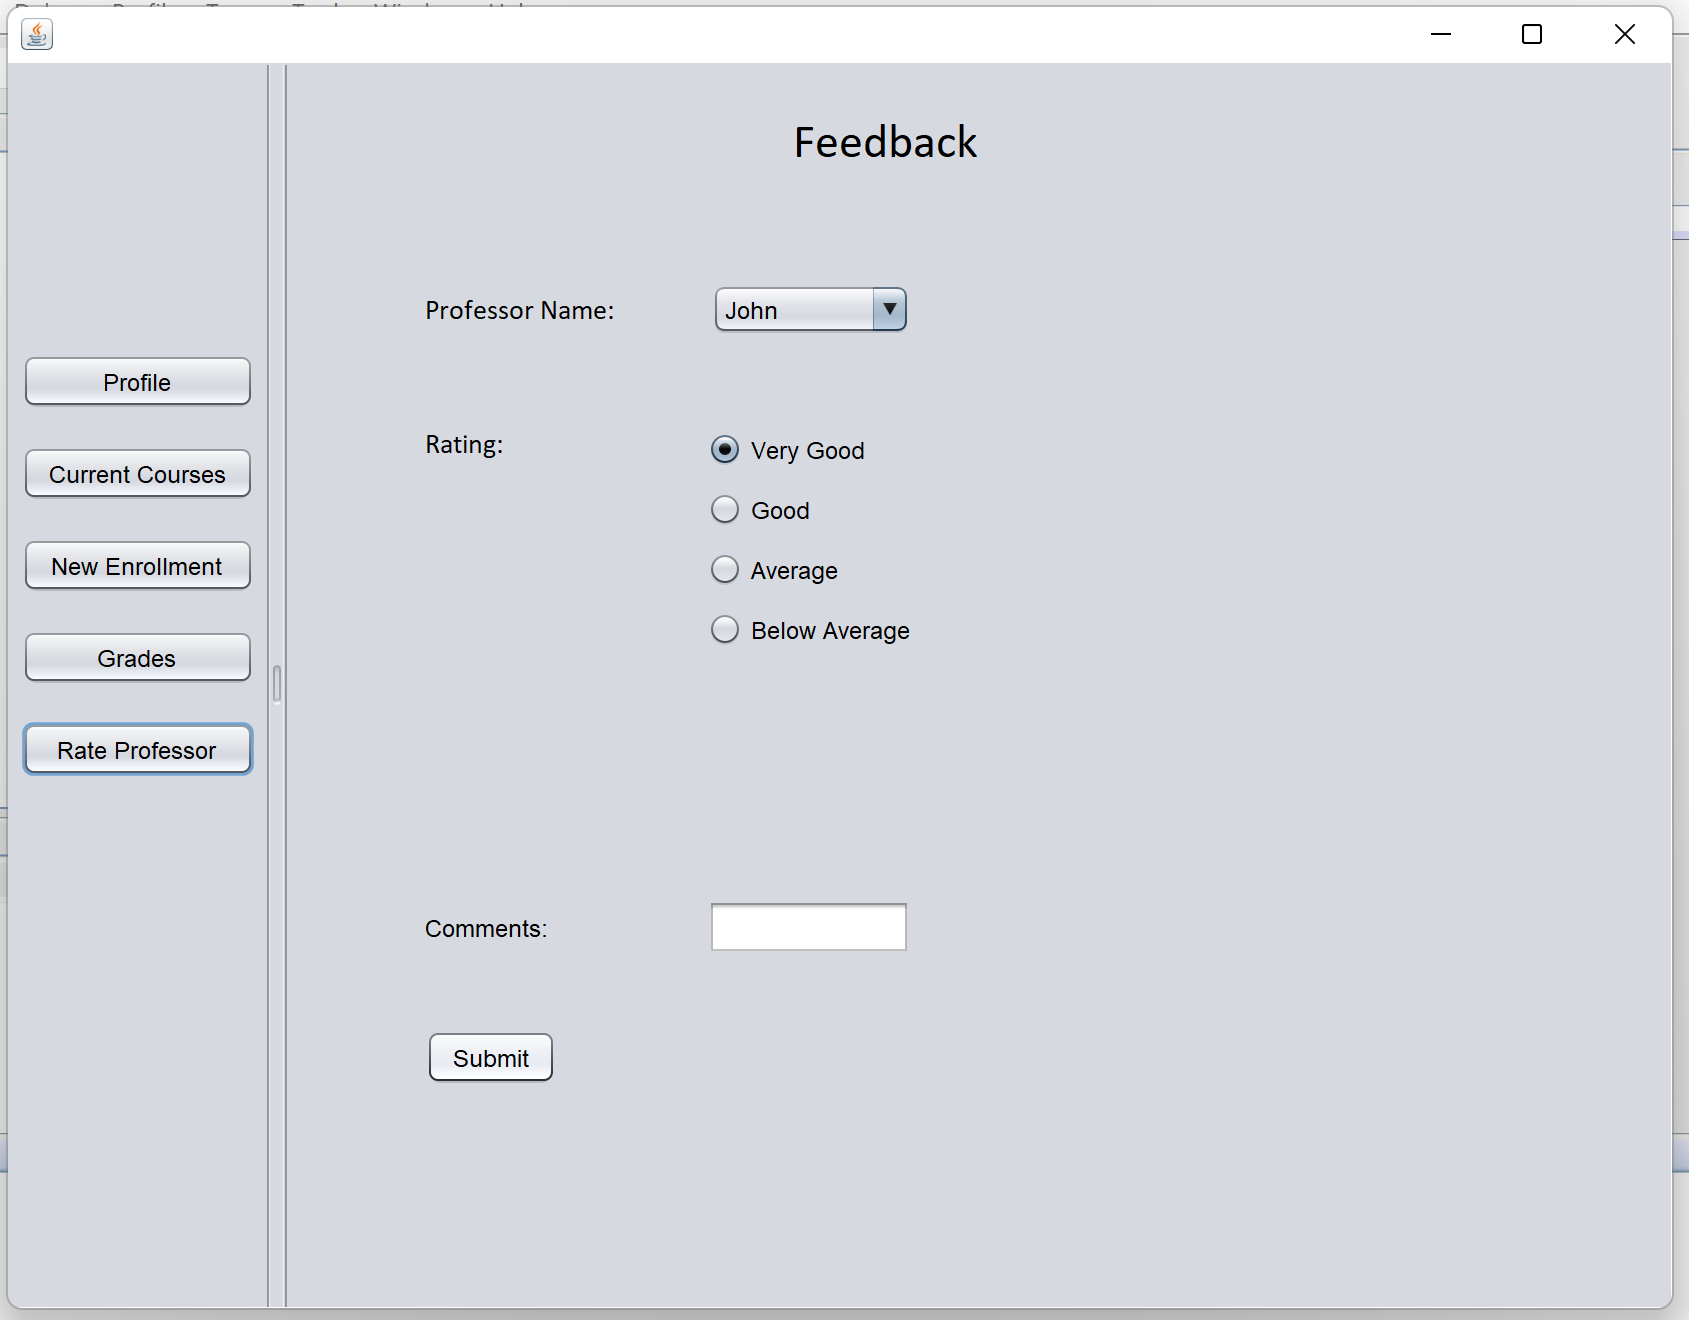 Feedback
Professor Name:
John
Rating:
Very Good
Good
Average
Below Average
Profile
Current Courses
New Enrollment
Grades
Rate Professor
Comments:
Submit